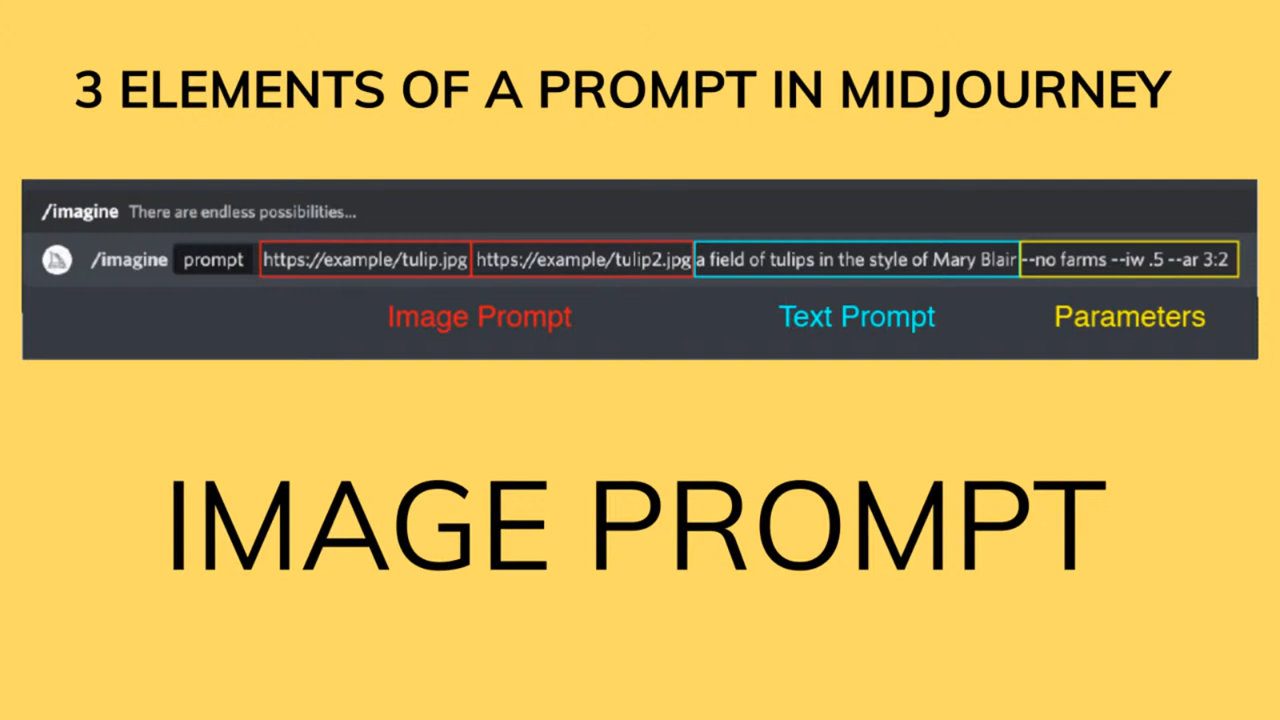 3 ELEMENTS OF A PROMPT IN MIDJOURNEY
/imagine There are endless possibilities...
/imagine prompt https://example/tulip.jpg https://example/tulip2.jpg a field of tulips in the style of Mary Blair --no farms --iw .5 --ar 3:2
Image Prompt Text Prompt Parameters
IMAGE PROMPT